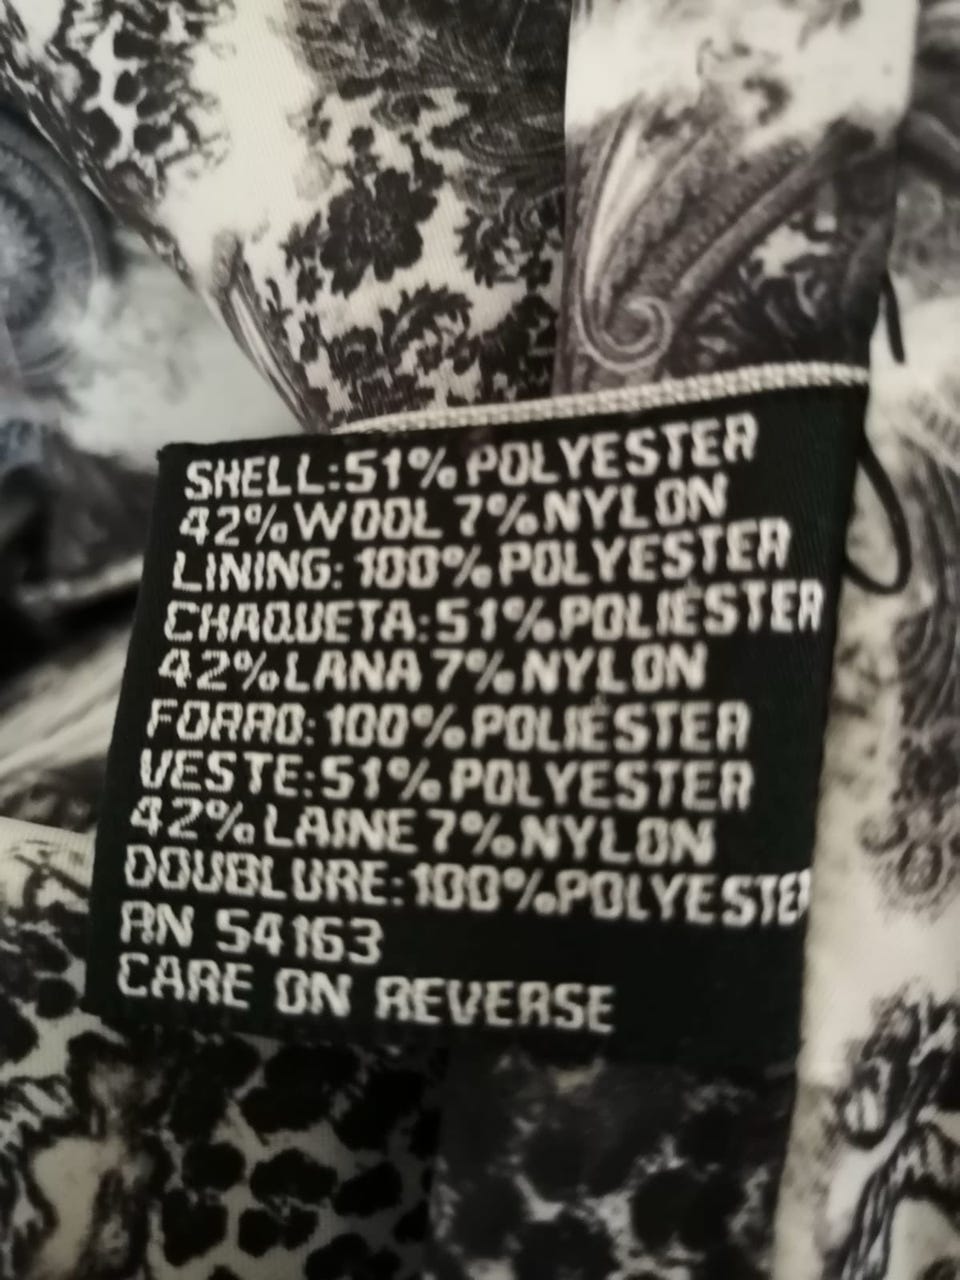 SHELL:51%POLYESTER
42%WOOL 7%NYLON
LINING:100%POLYESTER
CHAQUETA:51%POLIÉSTER
42%LANA 7%NYLON
FORRO:100%POLIÉSTER
VESTE:51%POLYESTER
42%LAINE 7%NYLON
DOUBLURE:100%POLYESTER
RN 54163
CARE ON REVERSE